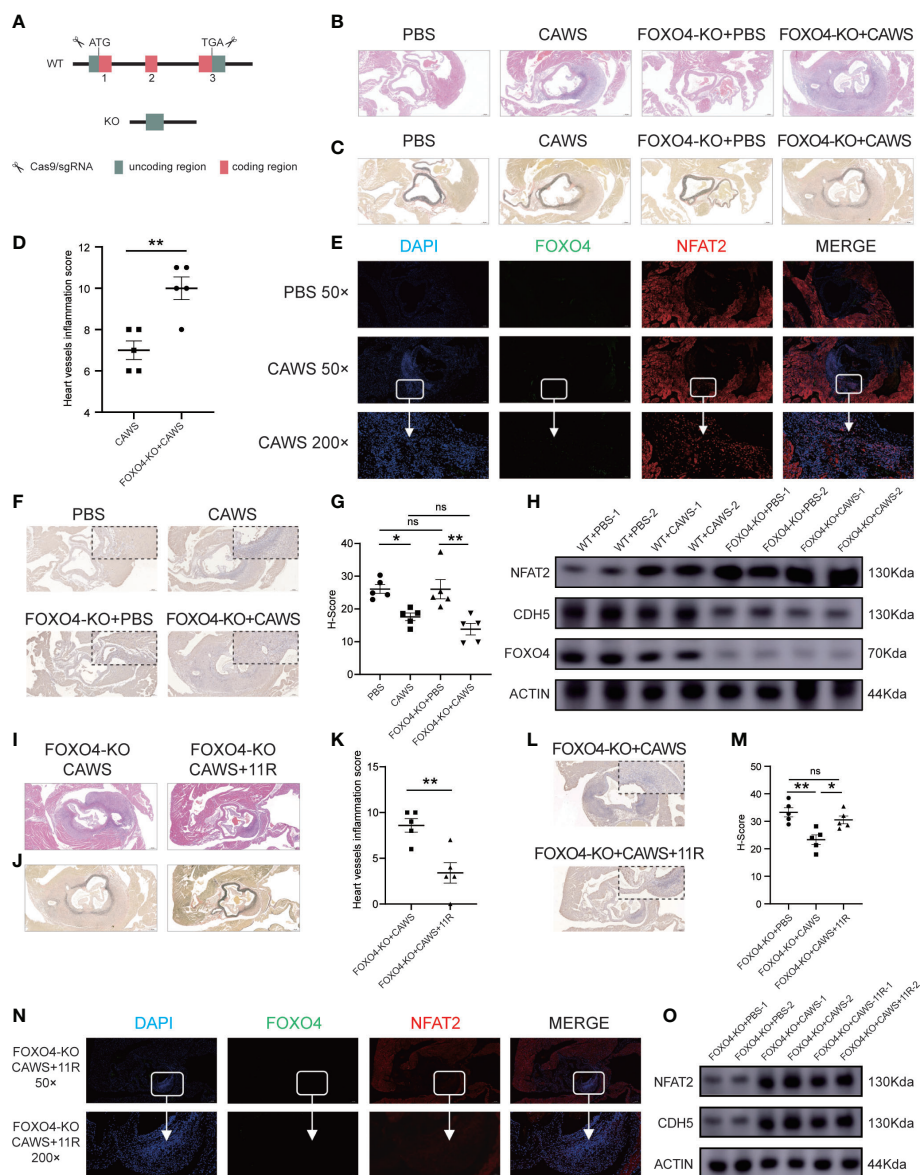 A
ATG
TGA
WT
1
2
3
KO
Cas9/sgRNA
uncoding region
coding region
B
PBS
CAWS
FOXO4-KO+PBS
FOXO4-KO+CAWS
C
PBS
CAWS
FOXO4-KO+PBS
FOXO4-KO+CAWS
D
Heart vessels inflammation score
12
10
8
6
4
**
CAWS
FOXO4-KO+CAWS
E
DAPI
FOXO4
NFAT2
MERGE
PBS 50×
CAWS 50×
CAWS 200×
F
PBS
CAWS
FOXO4-KO+PBS
FOXO4-KO+CAWS
G
H-Score
40
30
20
10
0
ns
ns
*
**
PBS
CAWS
FOXO4-KO+PBS
FOXO4-KO+CAWS
H
WT+PBS-1
WT+PBS-2
WT+CAWS-1
WT+CAWS-2
FOXO4-KO+PBS-1
FOXO4-KO+PBS-2
FOXO4-KO+CAWS-1
FOXO4-KO+CAWS-2
NFAT2
130Kda
CDH5
130Kda
FOXO4
70Kda
ACTIN
44Kda
I
FOXO4-KO
CAWS
FOXO4-KO
CAWS+11R
J
K
Heart vessels inflammation score
15
10
5
0
**
FOXO4-KO+CAWS
FOXO4-KO+CAWS+11R
L
FOXO4-KO+CAWS
FOXO4-KO+CAWS+11R
M
H-Score
50
40
30
20
10
0
ns
**
*
FOXO4-KO+PBS
FOXO4-KO+CAWS
FOXO4-KO+CAWS+11R
N
DAPI
FOXO4
NFAT2
MERGE
FOXO4-KO
CAWS+11R
50×
FOXO4-KO
CAWS+11R
200×
O
FOXO4-KO+PBS-1
FOXO4-KO+PBS-2
FOXO4-KO+CAWS-1
FOXO4-KO+CAWS-2
FOXO4-KO+CAWS-11R-1
FOXO4-KO+CAWS+11R-2
NFAT2
130Kda
CDH5
130Kda
ACTIN
44Kda